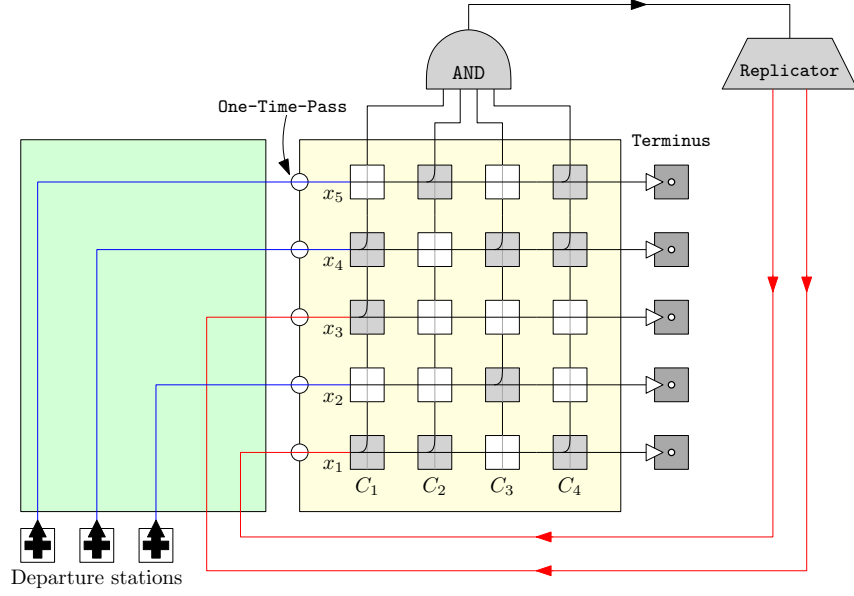 AND
Replicator
One-Time-Pass
Terminus
x₅
x₄
x₃
x₂
x₁
C₁ C₂ C₃ C₄
Departure stations